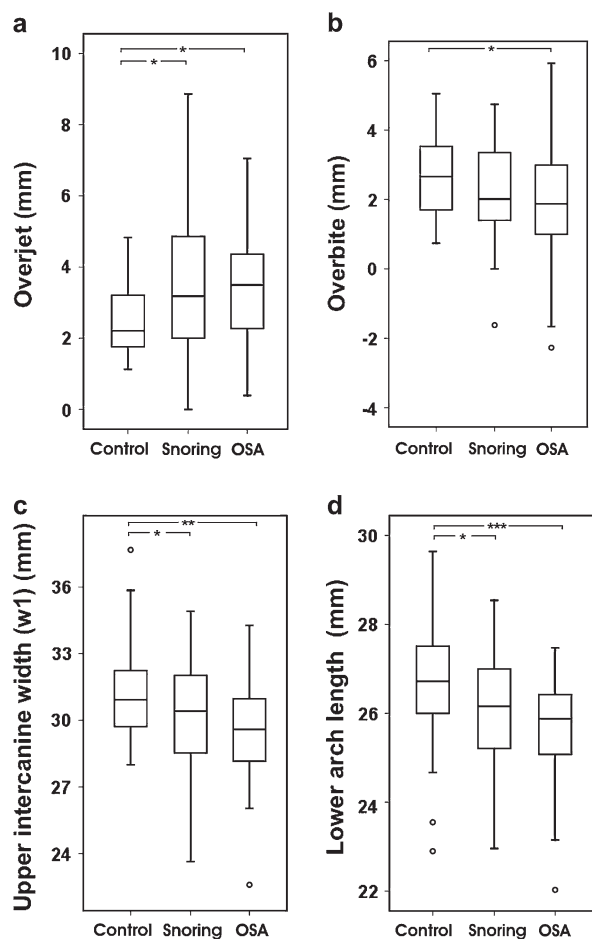 a
Overjet (mm)
10
8
6
4
2
0
*
*
Control Snoring OSA
b
Overbite (mm)
6
4
2
0
-2
-4
*
Control Snoring OSA
c
Upper intercanine width (w1) (mm)
36
33
30
27
24
**
*
Control Snoring OSA
d
Lower arch length (mm)
30
28
26
24
22
***
*
Control Snoring OSA